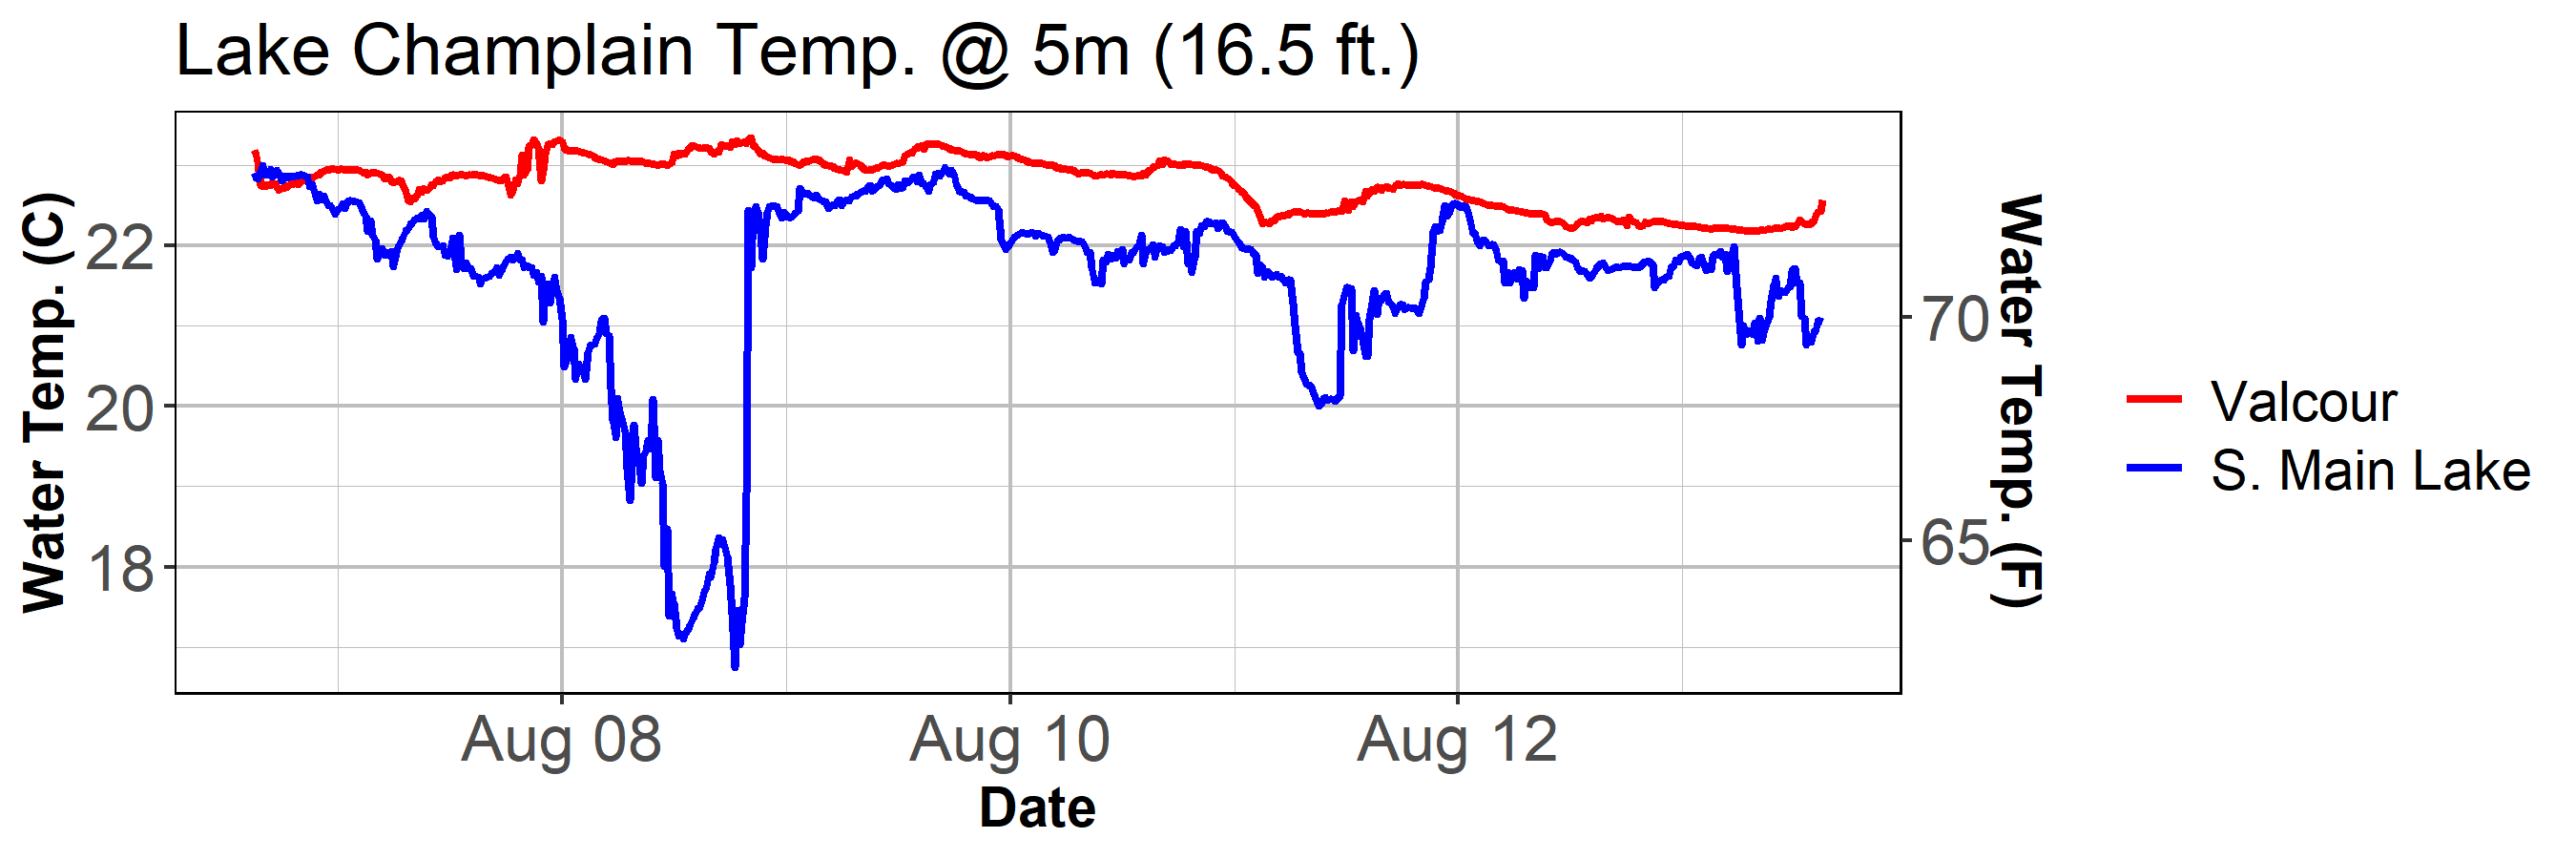 Lake Champlain Temp. @ 5m (16.5 ft.)
Water Temp. (C)
22
20
18
70
65
Water Temp. (F)
Valcour
S. Main Lake
Aug 08
Aug 10
Aug 12
Date